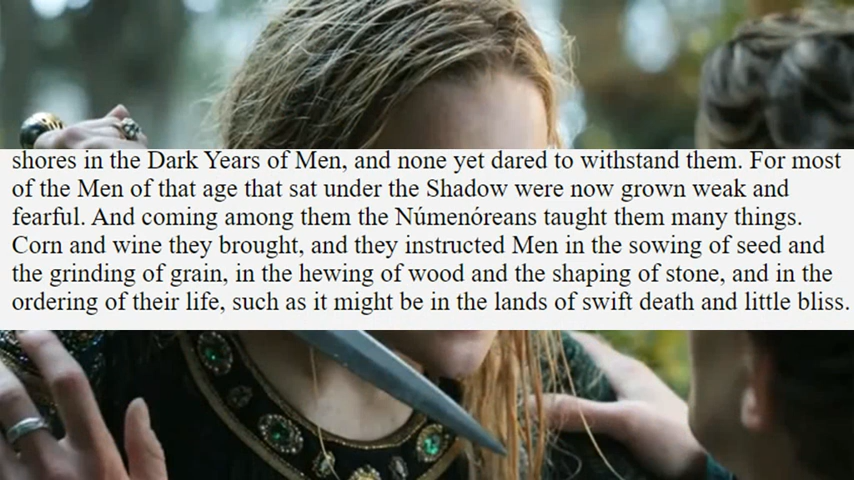 shores in the Dark Years of Men, and none yet dared to withstand them. For most
of the Men of that age that sat under the Shadow were now grown weak and
fearful. And coming among them the Númenóreans taught them many things.
Corn and wine they brought, and they instructed Men in the sowing of seed and
the grinding of grain, in the hewing of wood and the shaping of stone, and in the
ordering of their life, such as it might be in the lands of swift death and little bliss.